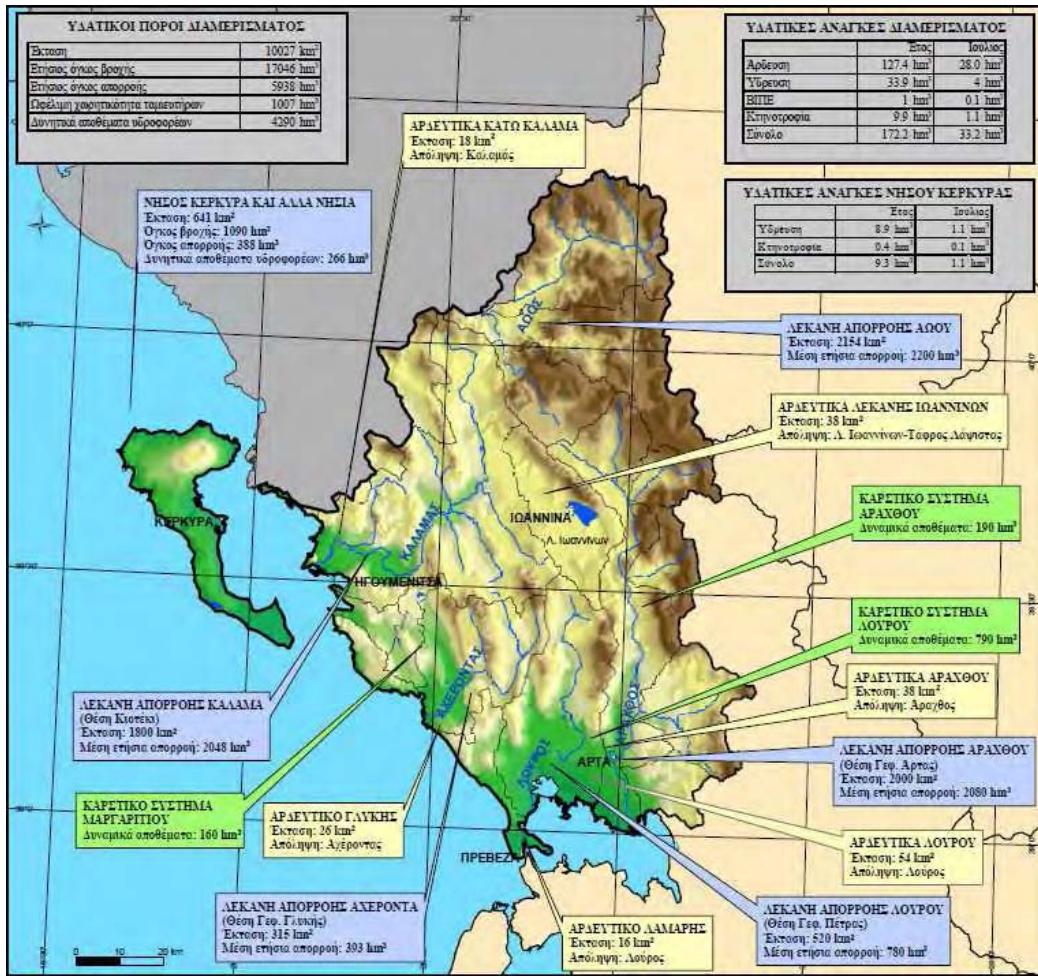 ΥΔΑΤΙΚΟΙ ΠΟΡΟΙ ΔΙΑΜΕΡΙΣΜΑΤΟΣ
Έκταση 10027 km²
Ετήσιος όγκος βροχής 17046 hm³
Ετήσιος όγκος απορροής 5938 hm³
Ωφέλιμη χωρητικότητα ταμιευτήρων 1007 hm³
Δυνητικά αποθέματα υδροφορέων 4290 hm³
ΥΔΑΤΙΚΕΣ ΑΝΑΓΚΕΣ ΔΙΑΜΕΡΙΣΜΑΤΟΣ
Έτος Ιούλιος
Άρδευση 127.4 hm³ 28.0 hm³
Ύδρευση 33.9 hm³ 4 hm³
ΒΙΠΕ 1 hm³ 0.1 hm³
Κτηνοτροφία 9.9 hm³ 1.1 hm³
Σύνολο 172.2 hm³ 33.2 hm³
ΥΔΑΤΙΚΕΣ ΑΝΑΓΚΕΣ ΝΗΣΟΥ ΚΕΡΚΥΡΑΣ
Έτος Ιούλιος
Ύδρευση 8.9 hm³ 1.1 hm³
Κτηνοτροφία 0.4 hm³ 0.1 hm³
Σύνολο 9.3 hm³ 1.1 hm³
ΑΡΔΕΥΤΙΚΑ ΚΑΤΩ ΚΑΛΑΜΑ
Έκταση: 18 km²
Απόληψη: Καλαμάς
ΝΗΣΟΣ ΚΕΡΚΥΡΑ ΚΑΙ ΑΛΛΑ ΝΗΣΙΑ
Έκταση: 641 km²
Όγκος βροχής: 1090 hm³
Όγκος απορροής: 388 hm³
Δυνητικά αποθέματα υδροφορέων: 266 hm³
ΛΕΚΑΝΗ ΑΠΟΡΡΟΗΣ ΑΩΟΥ
Έκταση: 2154 km²
Μέση ετήσια απορροή: 2200 hm³
ΑΡΔΕΥΤΙΚΑ ΛΕΚΑΝΗΣ ΙΩΑΝΝΙΝΩΝ
Έκταση: 38 km²
Απόληψη: Λ. Ιωαννίνων-Τάφρος Λάψιστας
ΚΑΡΣΤΙΚΟ ΣΥΣΤΗΜΑ
ΑΡΑΧΘΟΥ
Δυναμικά αποθέματα: 190 hm³
ΚΑΡΣΤΙΚΟ ΣΥΣΤΗΜΑ
ΛΟΥΡΟΥ
Δυναμικά αποθέματα: 790 hm³
ΑΡΔΕΥΤΙΚΑ ΑΡΑΧΘΟΥ
Έκταση: 38 km²
Απόληψη: Άραχθος
ΛΕΚΑΝΗ ΑΠΟΡΡΟΗΣ ΑΡΑΧΘΟΥ
(Θέση Γεφ. Άρτας)
Έκταση: 2000 km²
Μέση ετήσια απορροή: 2080 hm³
ΑΡΔΕΥΤΙΚΑ ΛΟΥΡΟΥ
Έκταση: 54 km²
Απόληψη: Λούρος
ΛΕΚΑΝΗ ΑΠΟΡΡΟΗΣ ΛΟΥΡΟΥ
(Θέση Γεφ. Πέτρας)
Έκταση: 520 km²
Μέση ετήσια απορροή: 780 hm³
ΑΡΔΕΥΤΙΚΟ ΛΑΜΑΡΗΣ
Έκταση: 16 km²
Απόληψη: Λούρος
ΛΕΚΑΝΗ ΑΠΟΡΡΟΗΣ ΑΧΕΡΟΝΤΑ
(Θέση Γεφ. Γλυκής)
Έκταση: 315 km²
Μέση ετήσια απορροή: 393 hm³
ΑΡΔΕΥΤΙΚΟ ΓΛΥΚΗΣ
Έκταση: 26 km²
Απόληψη: Αχέροντας
ΚΑΡΣΤΙΚΟ ΣΥΣΤΗΜΑ
ΜΑΡΓΑΡΙΤΙΟΥ
Δυναμικά αποθέματα: 160 hm³
ΛΕΚΑΝΗ ΑΠΟΡΡΟΗΣ ΚΑΛΑΜΑ
(Θέση Κιοτέκι)
Έκταση: 1800 km²
Μέση ετήσια απορροή: 2048 hm³
ΑΩΟΣ
ΚΕΡΚΥΡΑ
ΙΩΑΝΝΙΝΑ
Λ. Ιωαννίνων
ΚΑΛΑΜΑΣ
ΗΓΟΥΜΕΝΙΤΣΑ
ΑΧΕΡΟΝΤΑΣ
ΛΟΥΡΟΣ
ΑΡΤΑ
ΠΡΕΒΕΖΑ
0 10 20 km